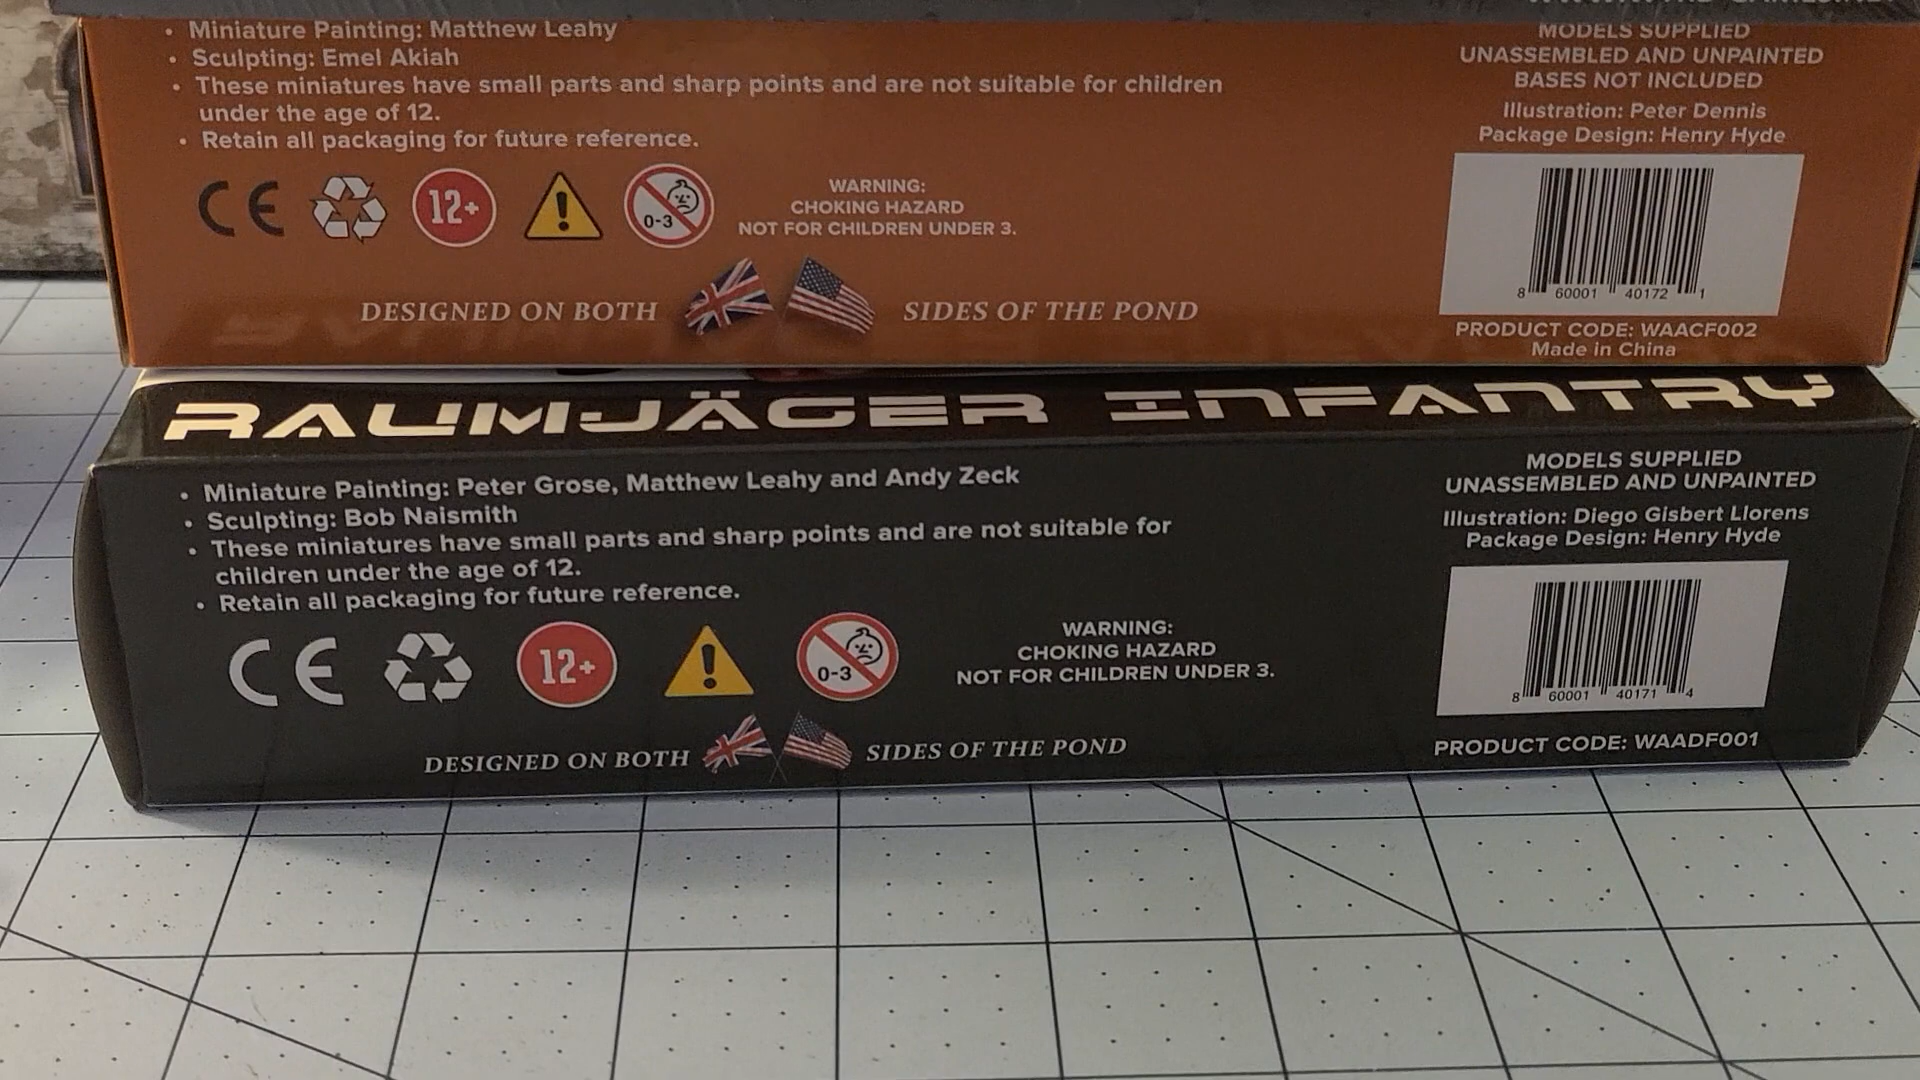 • Miniature Painting: Matthew Leahy
• Sculpting: Emel Akiah
• These miniatures have small parts and sharp points and are not suitable for children
under the age of 12.
• Retain all packaging for future reference.
CE
12+
0-3
WARNING:
CHOKING HAZARD
NOT FOR CHILDREN UNDER 3.
DESIGNED ON BOTH SIDES OF THE POND
MODELS SUPPLIED
UNASSEMBLED AND UNPAINTED
BASES NOT INCLUDED
Illustration: Peter Dennis
Package Design: Henry Hyde
8 60001 40172 1
PRODUCT CODE: WAACF002
Made in China
RAUMJÄGER INFANTRY
• Miniature Painting: Peter Grose, Matthew Leahy and Andy Zeck
• Sculpting: Bob Naismith
• These miniatures have small parts and sharp points and are not suitable for
children under the age of 12.
• Retain all packaging for future reference.
CE
12+
0-3
WARNING:
CHOKING HAZARD
NOT FOR CHILDREN UNDER 3.
DESIGNED ON BOTH SIDES OF THE POND
MODELS SUPPLIED
UNASSEMBLED AND UNPAINTED
Illustration: Diego Gisbert Llorens
Package Design: Henry Hyde
8 60001 40171 4
PRODUCT CODE: WAADF001